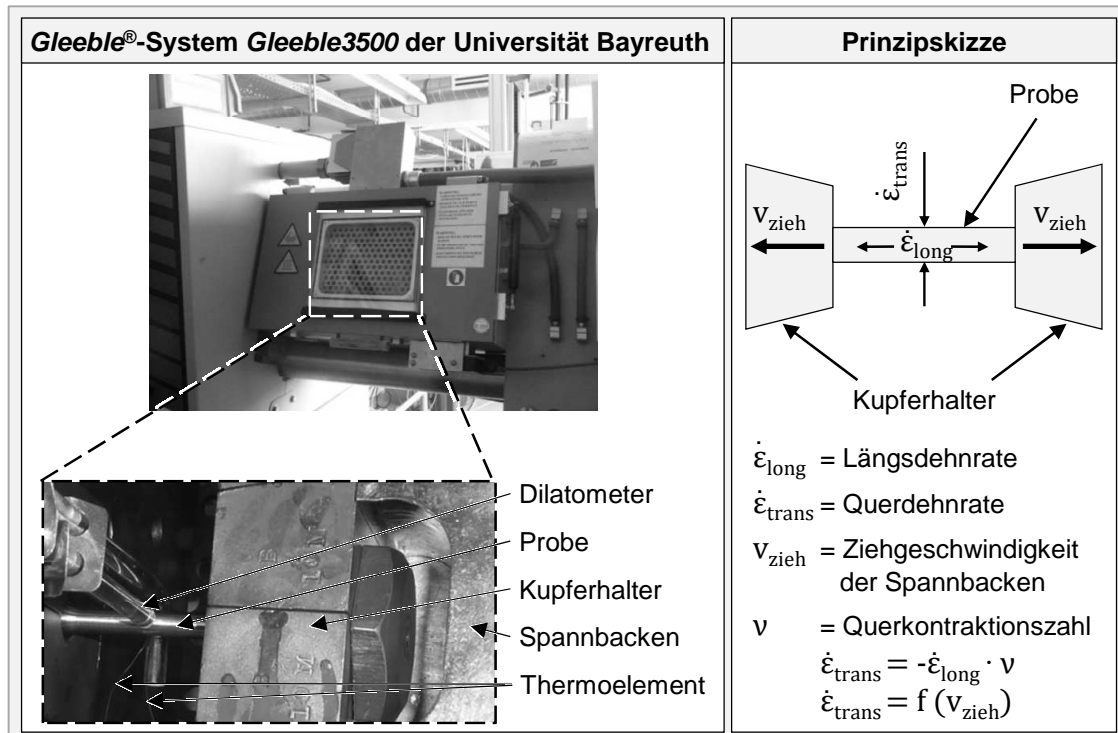 Gleeble®-System Gleeble3500 der Universität Bayreuth
Dilatometer
Probe
Kupferhalter
Spannbacken
Thermoelement
Prinzipskizze
Probe
ε̇trans
vzieh
ε̇long
vzieh
Kupferhalter
ε̇long = Längsdehnrate
ε̇trans = Querdehnrate
vzieh = Ziehgeschwindigkeit
der Spannbacken
ν = Querkontraktionszahl
ε̇trans = -ε̇long · ν
ε̇trans = f (vzieh)